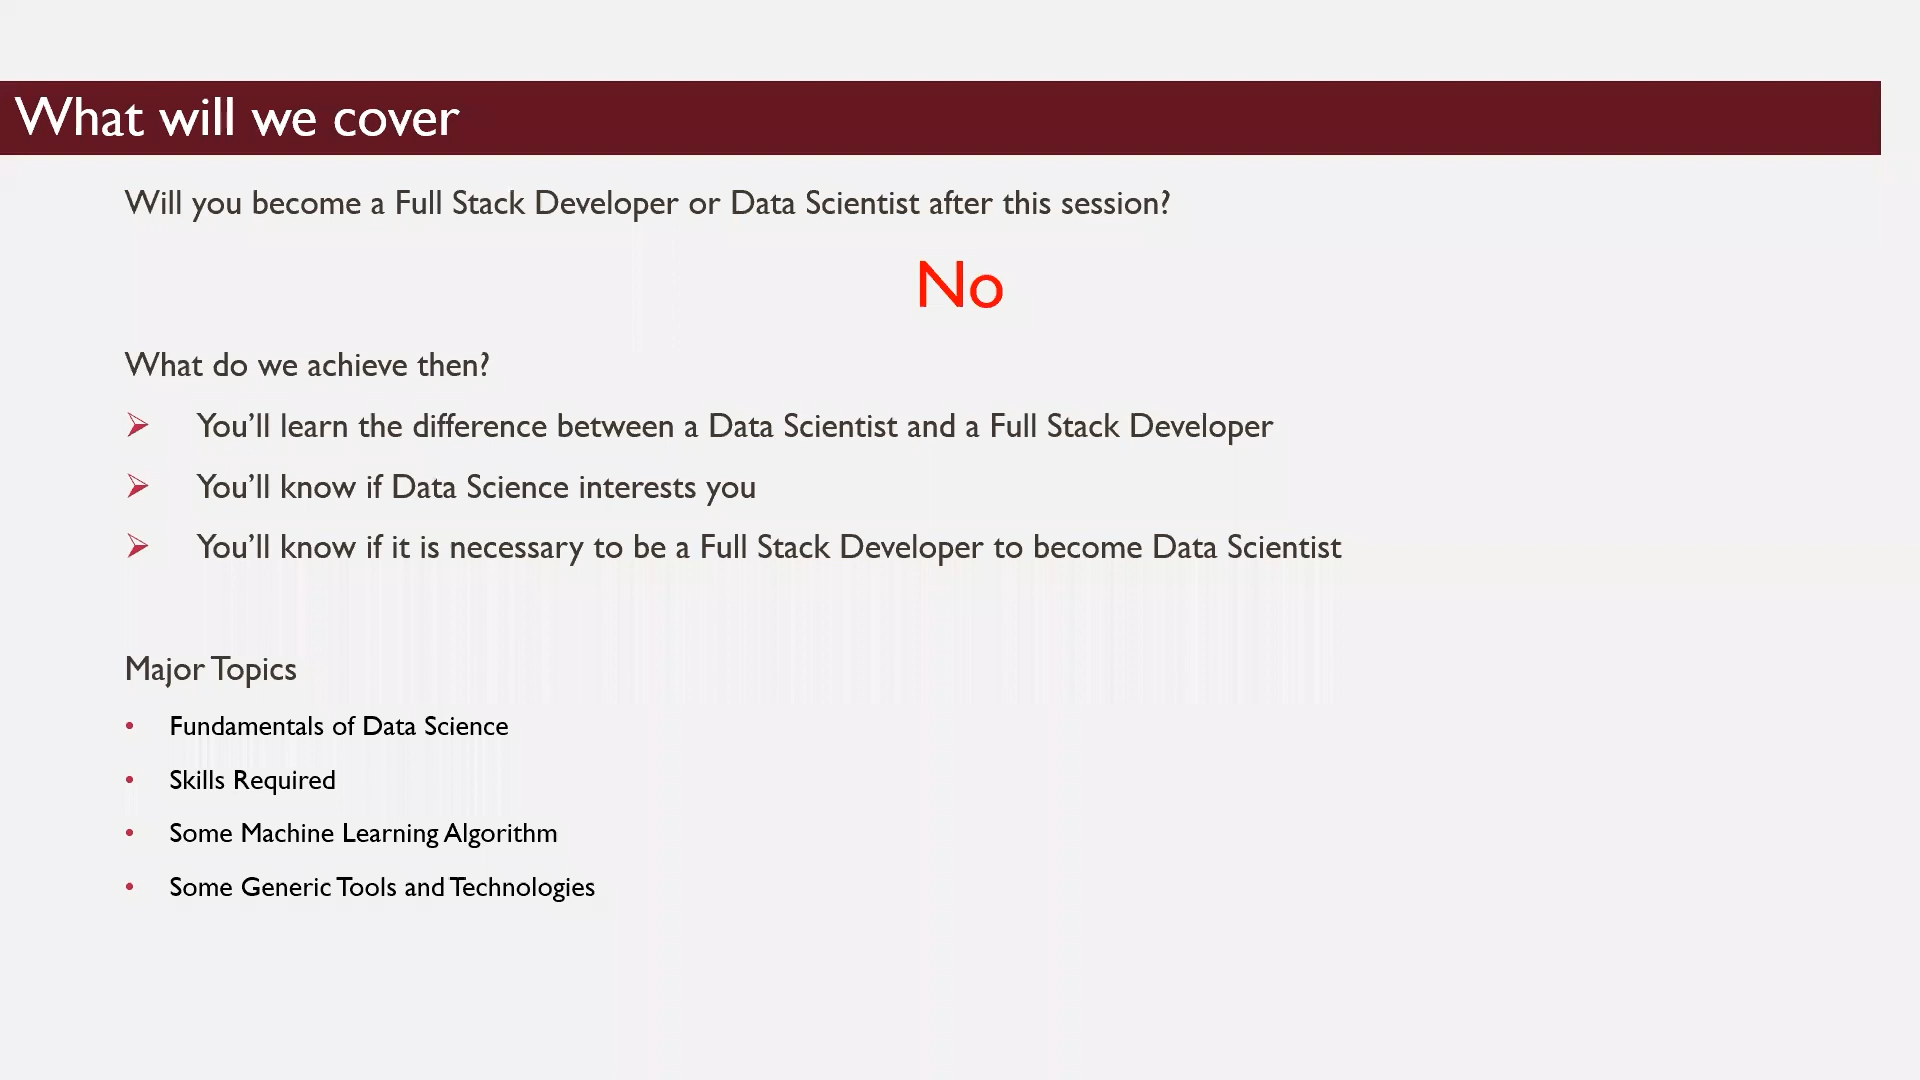 What will we cover
Will you become a Full Stack Developer or Data Scientist after this session?
No
What do we achieve then?
You’ll learn the difference between a Data Scientist and a Full Stack Developer
You’ll know if Data Science interests you
You’ll know if it is necessary to be a Full Stack Developer to become Data Scientist
Major Topics
• Fundamentals of Data Science
• Skills Required
• Some Machine Learning Algorithm
• Some Generic Tools and Technologies